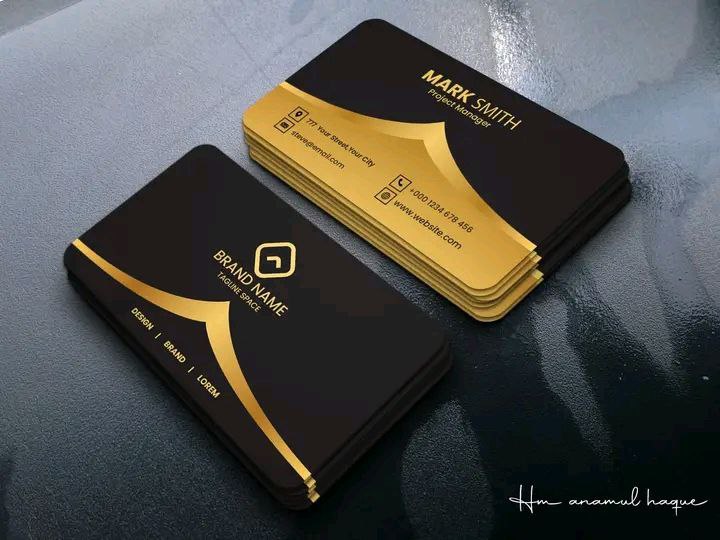 MARK SMITH
Project Manager
777 Your Street,Your City
steve@email.com
+000 1234 678 456
www.website.com
BRAND NAME
TAGLINE SPACE
DESIGN | BRAND | LOREM
Hm anamul haque